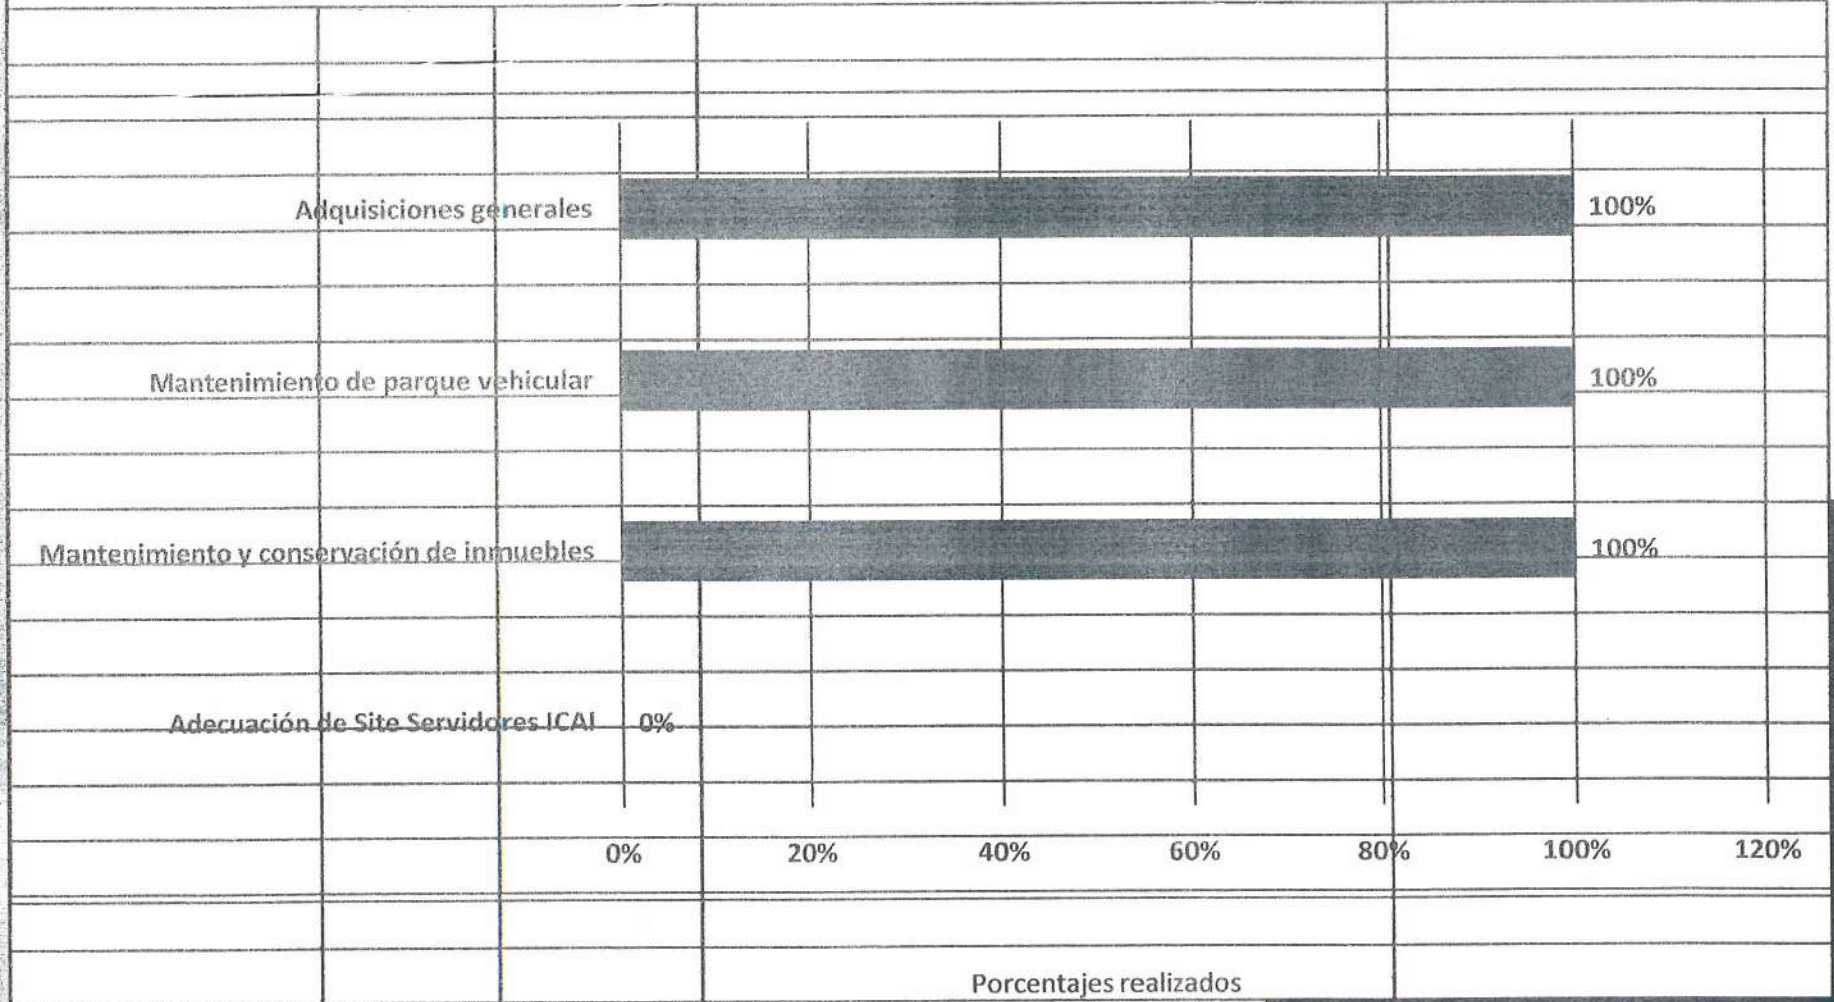 Adquisiciones generales 100%
Mantenimiento de parque vehicular 100%
Mantenimiento y conservación de inmuebles 100%
Adecuación de Site Servidores ICAI 0%
0% 20% 40% 60% 80% 100% 120%
Porcentajes realizados